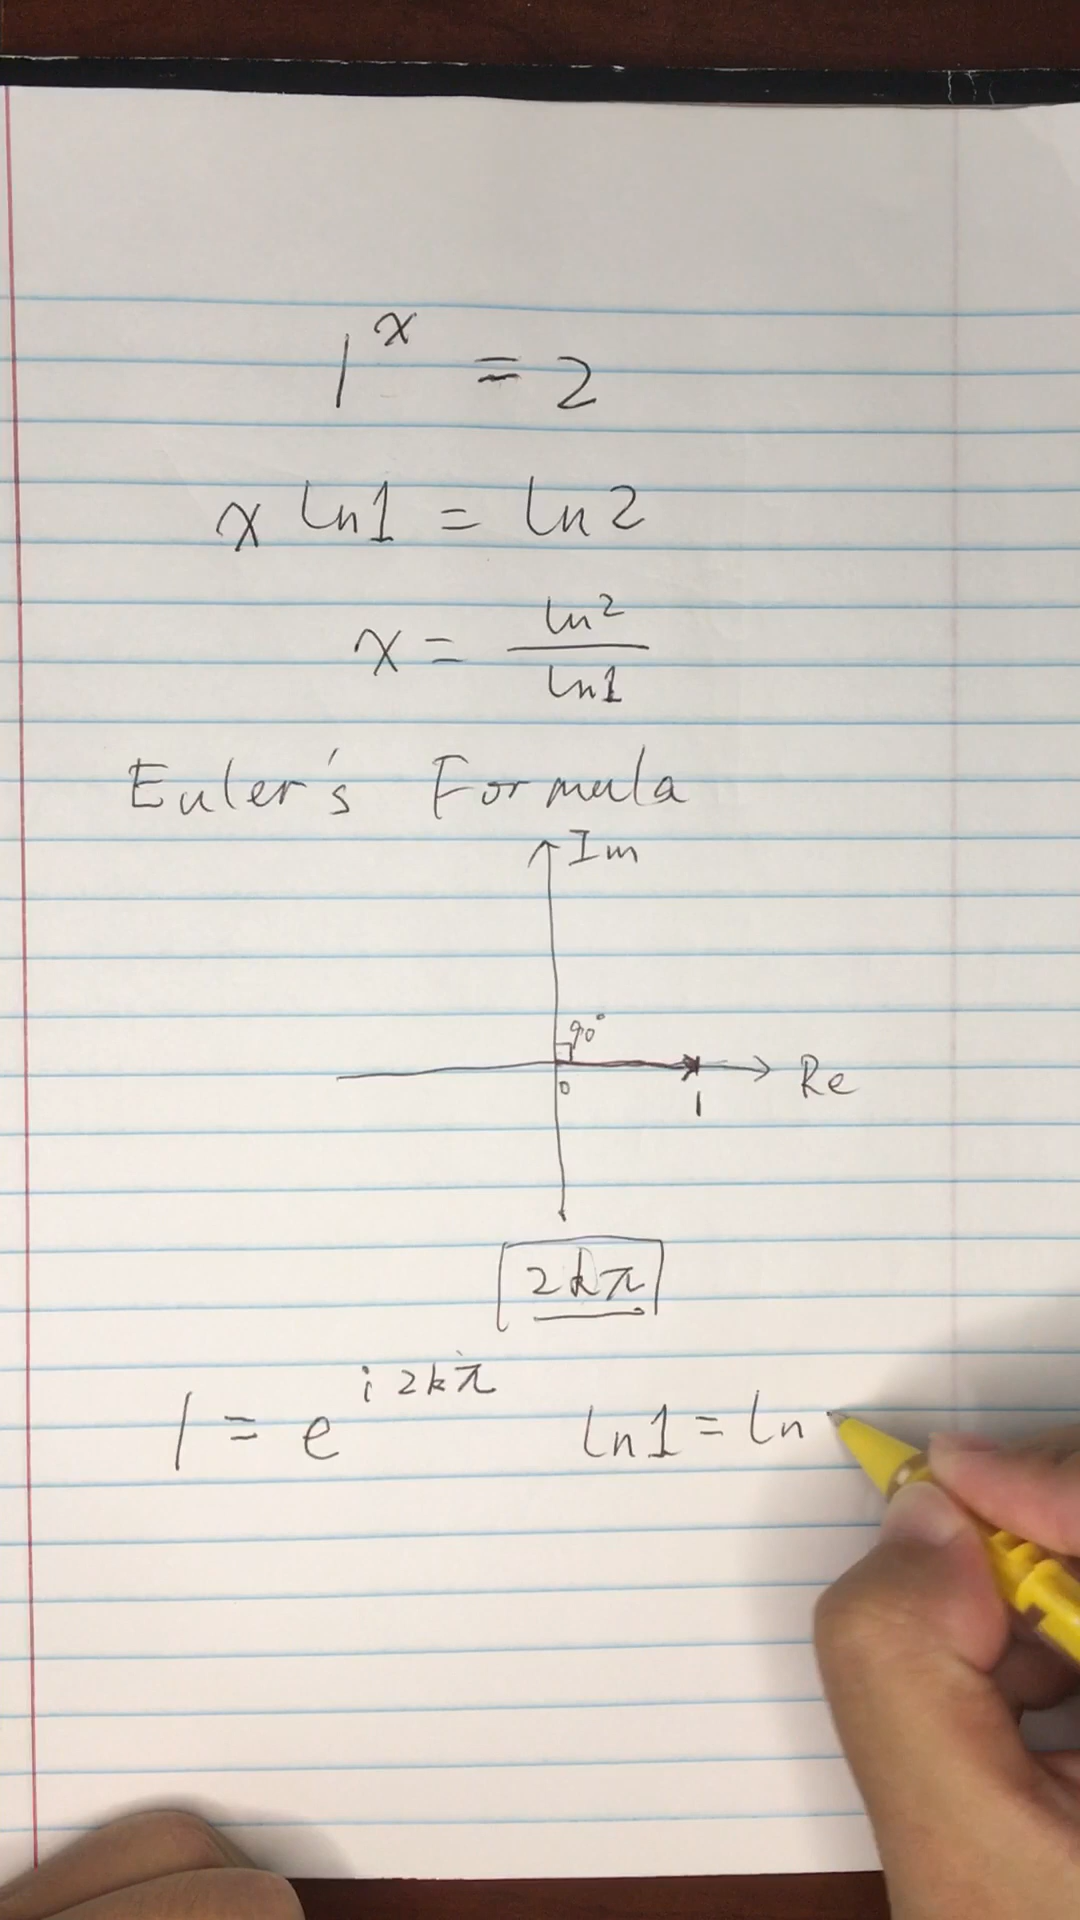 1^x = 2
x ln1 = ln2
x = ln2/ln1
Euler's Formula
Im
90°
0
1
Re
2kπ
1 = e^{i2kπ} ln1 = ln